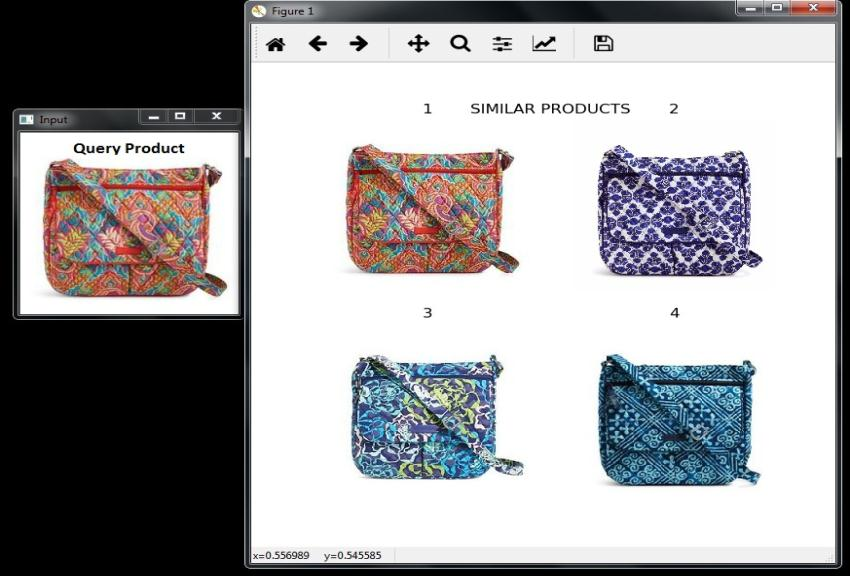 Figure 1
Input
Query Product
1 SIMILAR PRODUCTS 2
3 4
x=0.556989 y=0.545585